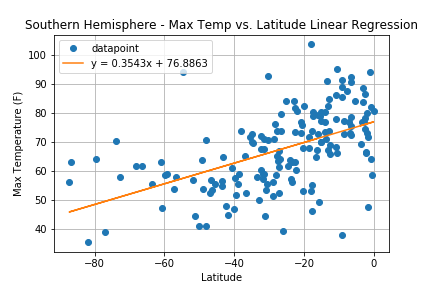 Southern Hemisphere - Max Temp vs. Latitude Linear Regression
datapoint
y = 0.3543x + 76.8863
100
90
80
70
60
50
40
Max Temperature (F)
−80
−60
−40
−20
0
Latitude